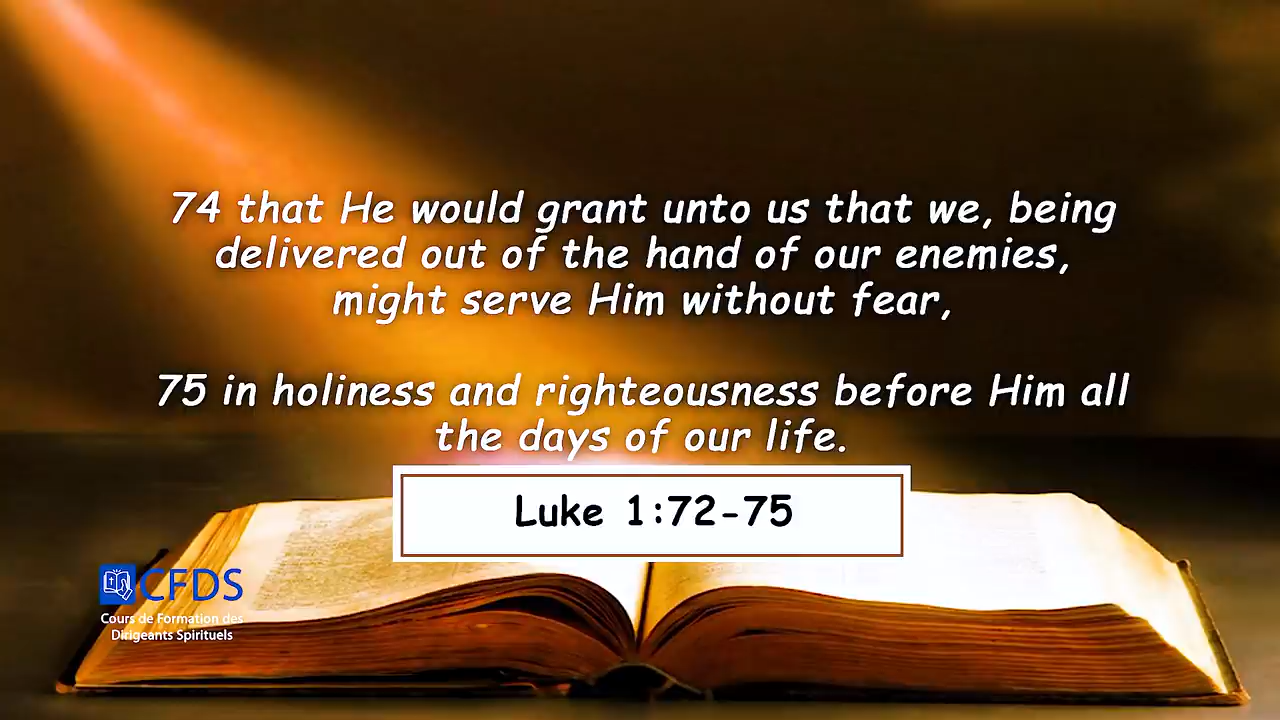 74 that He would grant unto us that we, being
delivered out of the hand of our enemies,
might serve Him without fear,
75 in holiness and righteousness before Him all
the days of our life.
Luke 1:72-75
CFDS
Cours de Formation des
Dirigeants Spirituels